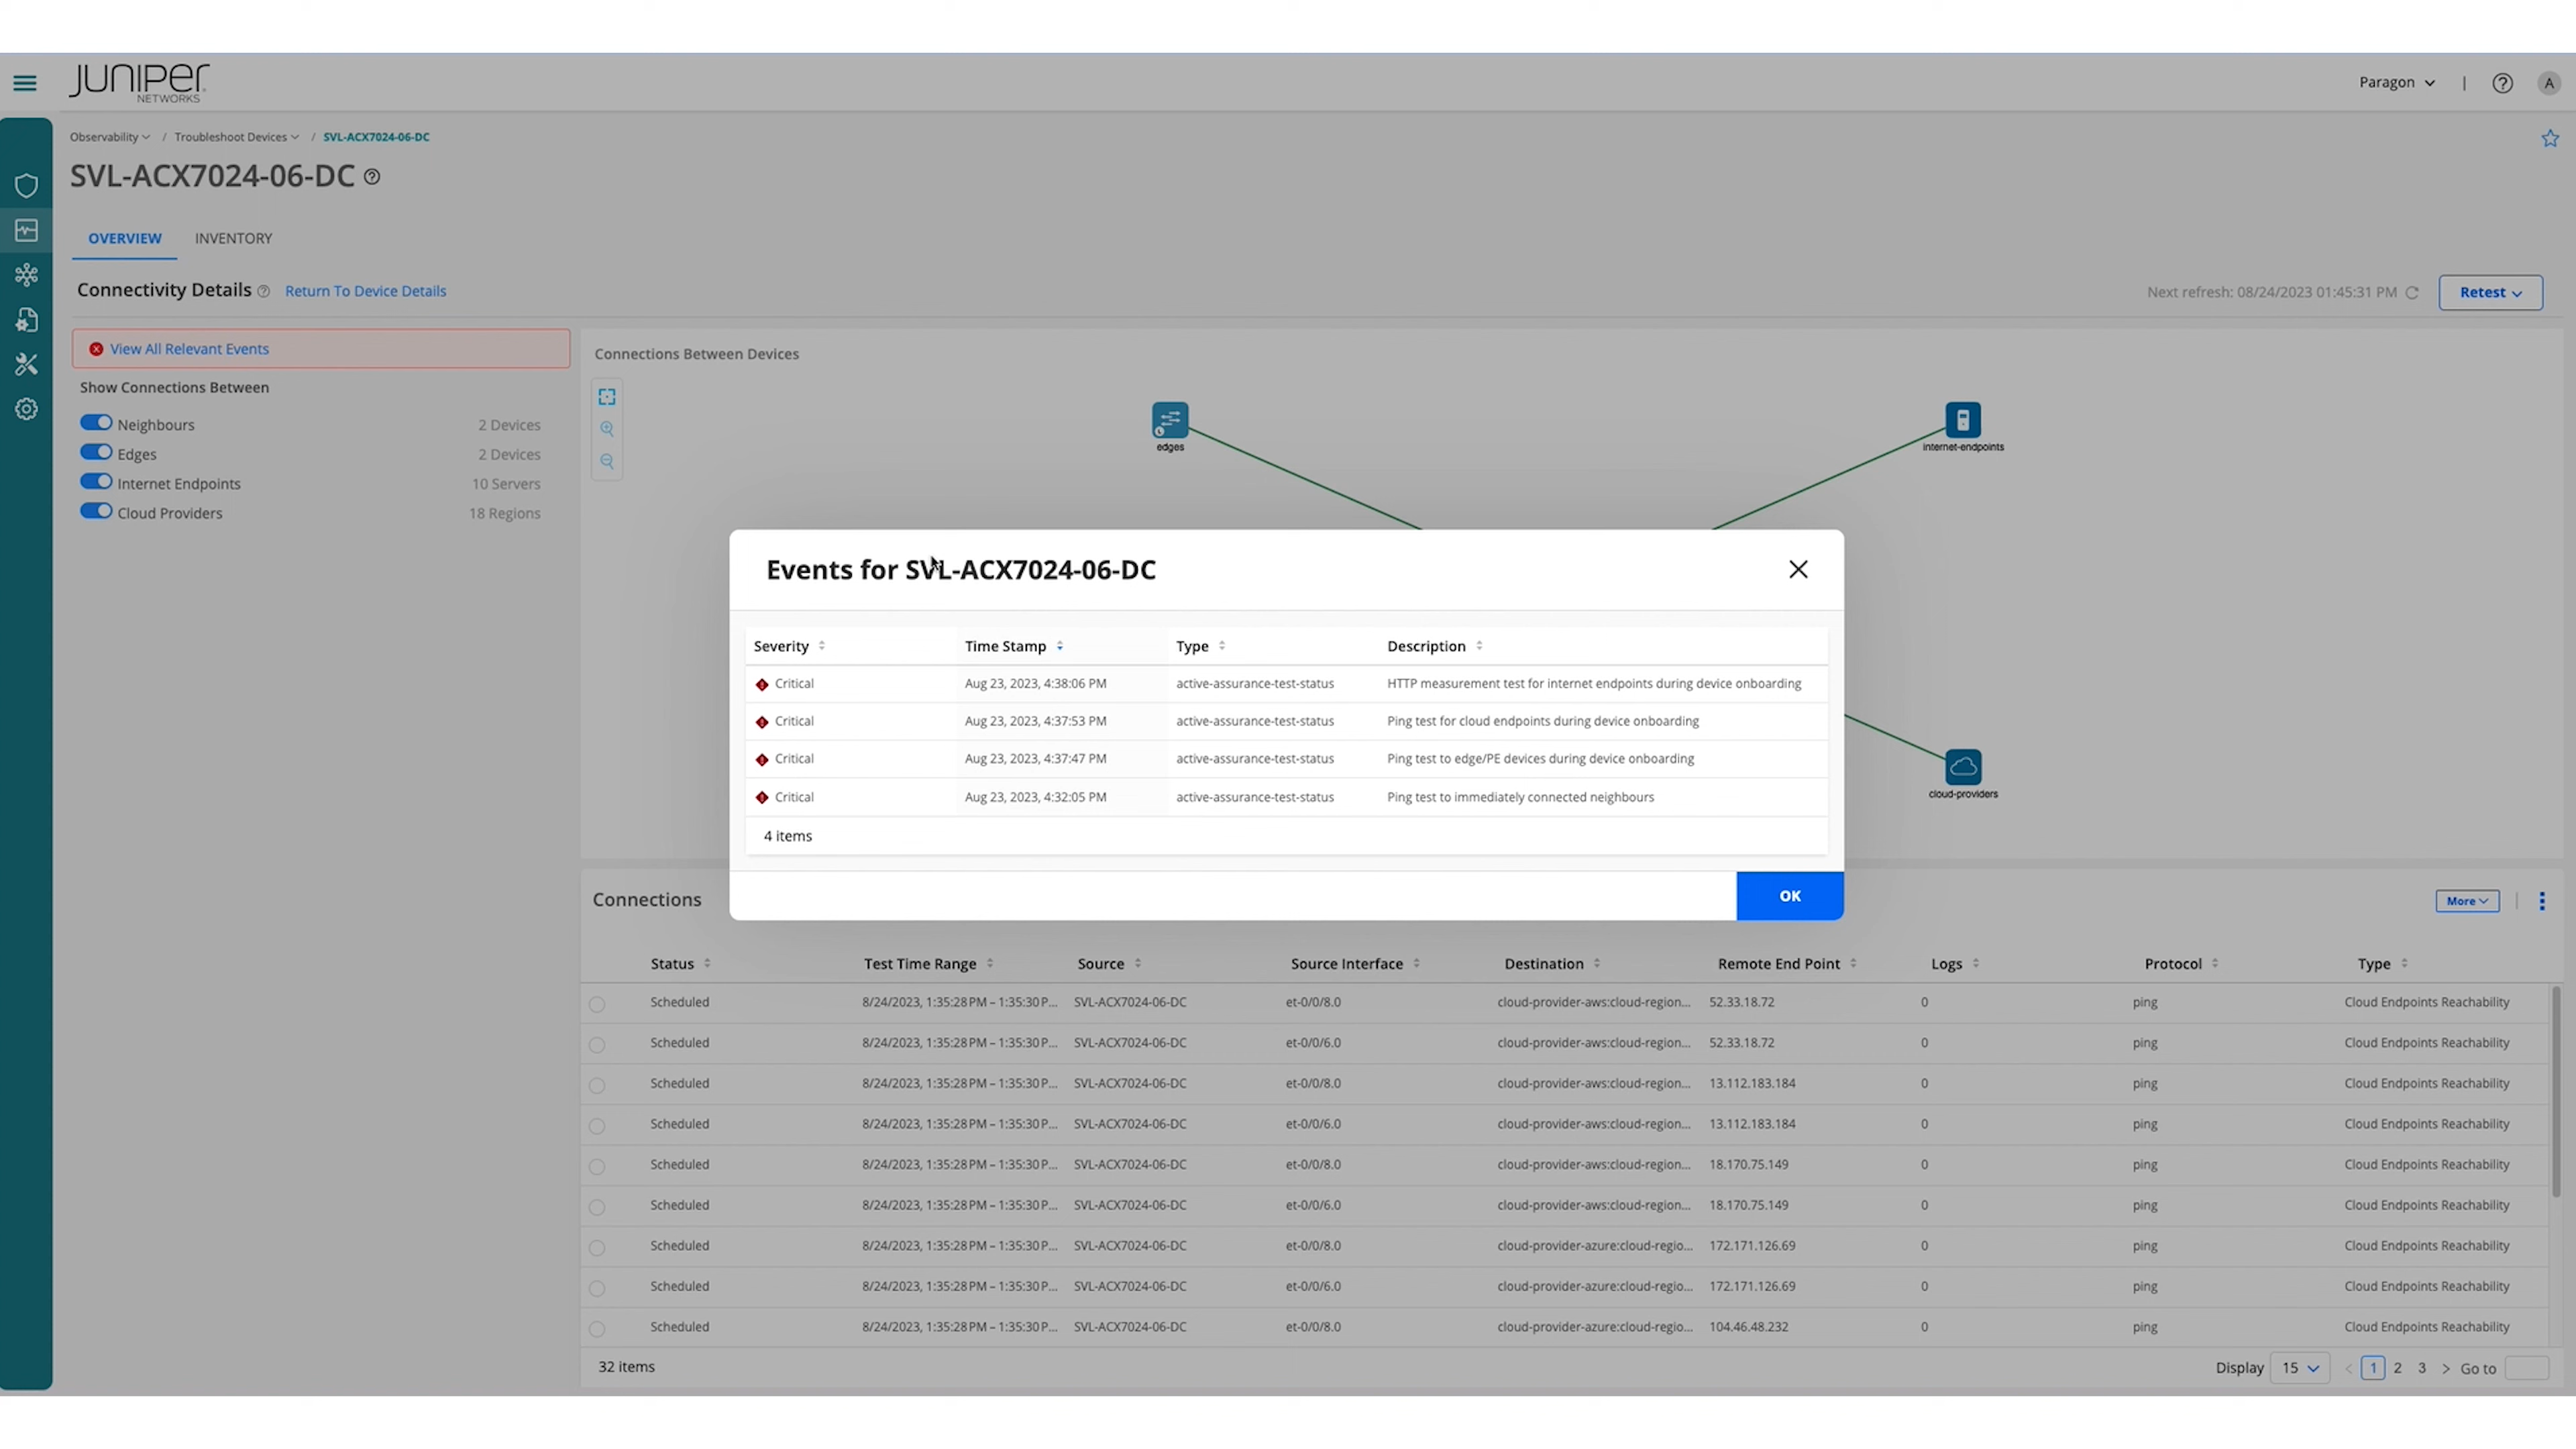 JUNIPER
NETWORKS
Paragon
A
Observability / Troubleshoot Devices / SVL-ACX7024-06-DC
SVL-ACX7024-06-DC
OVERVIEW INVENTORY
Connectivity Details Return To Device Details
Next refresh: 08/24/2023 01:45:31 PM Retest
View All Relevant Events
Show Connections Between
Neighbours 2 Devices
Edges 2 Devices
Internet Endpoints 10 Servers
Cloud Providers 18 Regions
Connections Between Devices
edges
internet-endpoints
cloud-providers
Events for SVL-ACX7024-06-DC
Severity Time Stamp Type Description
Critical Aug 23, 2023, 4:38:06 PM active-assurance-test-status HTTP measurement test for internet endpoints during device onboarding
Critical Aug 23, 2023, 4:37:53 PM active-assurance-test-status Ping test for cloud endpoints during device onboarding
Critical Aug 23, 2023, 4:37:47 PM active-assurance-test-status Ping test to edge/PE devices during device onboarding
Critical Aug 23, 2023, 4:32:05 PM active-assurance-test-status Ping test to immediately connected neighbours
4 items
OK
Connections More
Status Test Time Range Source Source Interface Destination Remote End Point Logs Protocol Type
Scheduled 8/24/2023, 1:35:28 PM – 1:35:30 P... SVL-ACX7024-06-DC et-0/0/8.0 cloud-provider-aws:cloud-region... 52.33.18.72 0 ping Cloud Endpoints Reachability
Scheduled 8/24/2023, 1:35:28 PM – 1:35:30 P... SVL-ACX7024-06-DC et-0/0/6.0 cloud-provider-aws:cloud-region... 52.33.18.72 0 ping Cloud Endpoints Reachability
Scheduled 8/24/2023, 1:35:28 PM – 1:35:30 P... SVL-ACX7024-06-DC et-0/0/8.0 cloud-provider-aws:cloud-region... 13.112.183.184 0 ping Cloud Endpoints Reachability
Scheduled 8/24/2023, 1:35:28 PM – 1:35:30 P... SVL-ACX7024-06-DC et-0/0/6.0 cloud-provider-aws:cloud-region... 13.112.183.184 0 ping Cloud Endpoints Reachability
Scheduled 8/24/2023, 1:35:28 PM – 1:35:30 P... SVL-ACX7024-06-DC et-0/0/8.0 cloud-provider-aws:cloud-region... 18.170.75.149 0 ping Cloud Endpoints Reachability
Scheduled 8/24/2023, 1:35:28 PM – 1:35:30 P... SVL-ACX7024-06-DC et-0/0/6.0 cloud-provider-aws:cloud-region... 18.170.75.149 0 ping Cloud Endpoints Reachability
Scheduled 8/24/2023, 1:35:28 PM – 1:35:30 P... SVL-ACX7024-06-DC et-0/0/8.0 cloud-provider-azure:cloud-regio... 172.171.126.69 0 ping Cloud Endpoints Reachability
Scheduled 8/24/2023, 1:35:28 PM – 1:35:30 P... SVL-ACX7024-06-DC et-0/0/6.0 cloud-provider-azure:cloud-regio... 172.171.126.69 0 ping Cloud Endpoints Reachability
Scheduled 8/24/2023, 1:35:28 PM – 1:35:30 P... SVL-ACX7024-06-DC et-0/0/8.0 cloud-provider-azure:cloud-regio... 104.46.48.232 0 ping Cloud Endpoints Reachability
32 items Display 15 < 1 2 3 > Go to